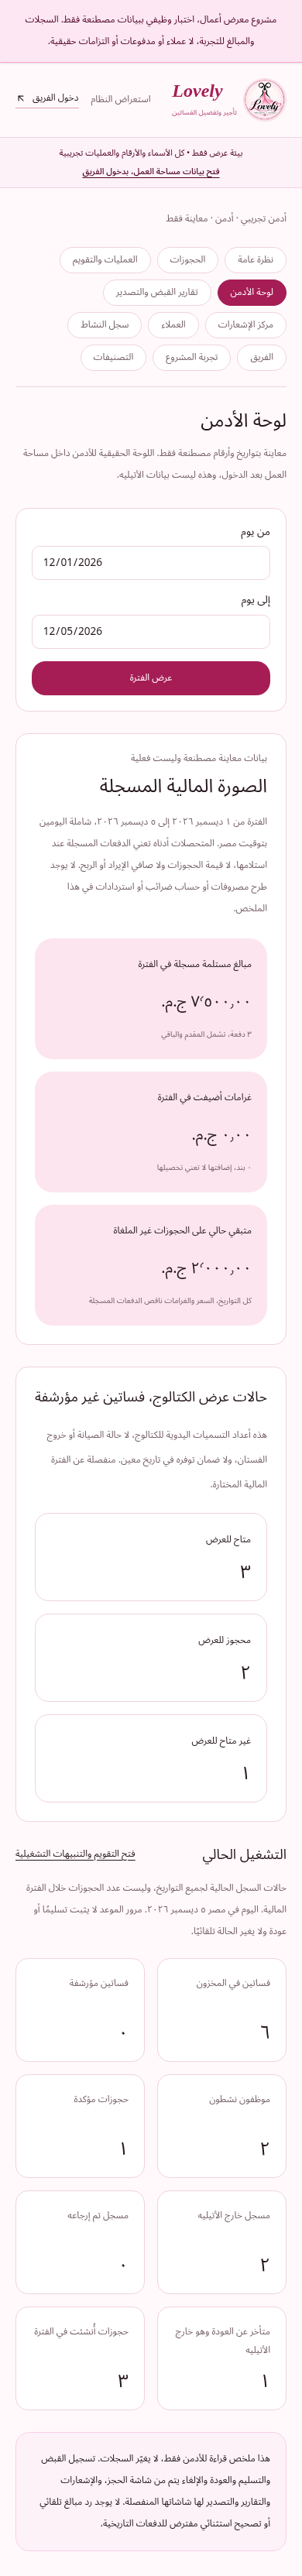 مشروع معرض أعمال، اختبار وظيفي ببيانات مصطنعة فقط. السجلات
والمبالغ للتجربة، لا عملاء أو مدفوعات أو التزامات حقيقية.
Lovely
Lovely
تأجير وتفصيل الفساتين
استعراض النظام
دخول الفريق
بيئة عرض فقط • كل الأسماء والأرقام والعمليات تجريبية
فتح بيانات مساحة العمل، بدخول الفريق
أدمن تجريبي · أدمن · معاينة فقط
نظرة عامة
الحجوزات
العمليات والتقويم
لوحة الأدمن
تقارير القبض والتصدير
مركز الإشعارات
العملاء
سجل النشاط
الفريق
تجربة المشروع
التصنيفات
لوحة الأدمن
معاينة بتواريخ وأرقام مصطنعة فقط. اللوحة الحقيقية للأدمن داخل مساحة
العمل بعد الدخول، وهذه ليست بيانات الأتيليه.
من يوم
12/01/2026
إلى يوم
12/05/2026
عرض الفترة
بيانات معاينة مصطنعة وليست فعلية
الصورة المالية المسجلة
الفترة من ١ ديسمبر ٢٠٢٦ إلى ٥ ديسمبر ٢٠٢٦، شاملة اليومين
بتوقيت مصر. المتحصلات أدناه تعني الدفعات المسجلة عند
استلامها، لا قيمة الحجوزات ولا صافي الإيراد أو الربح. لا يوجد
طرح مصروفات أو حساب ضرائب أو استردادات في هذا
الملخص.
مبالغ مستلمة مسجلة في الفترة
٧٬٥٠٠٫٠٠ ج.م.
٣ دفعة، تشمل المقدم والباقي
غرامات أضيفت في الفترة
٠٫٠٠ ج.م.
٠ بند، إضافتها لا تعني تحصيلها
متبقي حالي على الحجوزات غير الملغاة
٢٬٠٠٠٫٠٠ ج.م.
كل التواريخ، السعر والغرامات ناقص الدفعات المسجلة
حالات عرض الكتالوج، فساتين غير مؤرشفة
هذه أعداد التسميات اليدوية للكتالوج، لا حالة الصيانة أو خروج
الفستان، ولا ضمان توفره في تاريخ معين. منفصلة عن الفترة
المالية المختارة.
متاح للعرض
٣
محجوز للعرض
٢
غير متاح للعرض
١
التشغيل الحالي
فتح التقويم والتنبيهات التشغيلية
حالات السجل الحالية لجميع التواريخ، وليست عدد الحجوزات خلال الفترة
المالية. اليوم في مصر ٥ ديسمبر ٢٠٢٦. مرور الموعد لا يثبت تسليمًا أو
عودة ولا يغير الحالة تلقائيًا.
فساتين في المخزون
٦
فساتين مؤرشفة
٠
موظفون نشطون
٢
حجوزات مؤكدة
١
مسجل خارج الأتيليه
٢
مسجل تم إرجاعه
٠
متأخر عن العودة وهو خارج
الأتيليه
١
حجوزات أُنشئت في الفترة
٣
هذا ملخص قراءة للأدمن فقط، لا يغيّر السجلات. تسجيل القبض
والتسليم والعودة والإلغاء يتم من شاشة الحجز، والإشعارات
والتقارير والتصدير لها شاشاتها المنفصلة. لا يوجد رد مبالغ تلقائي
أو تصحيح استثنائي مفترض للدفعات التاريخية.